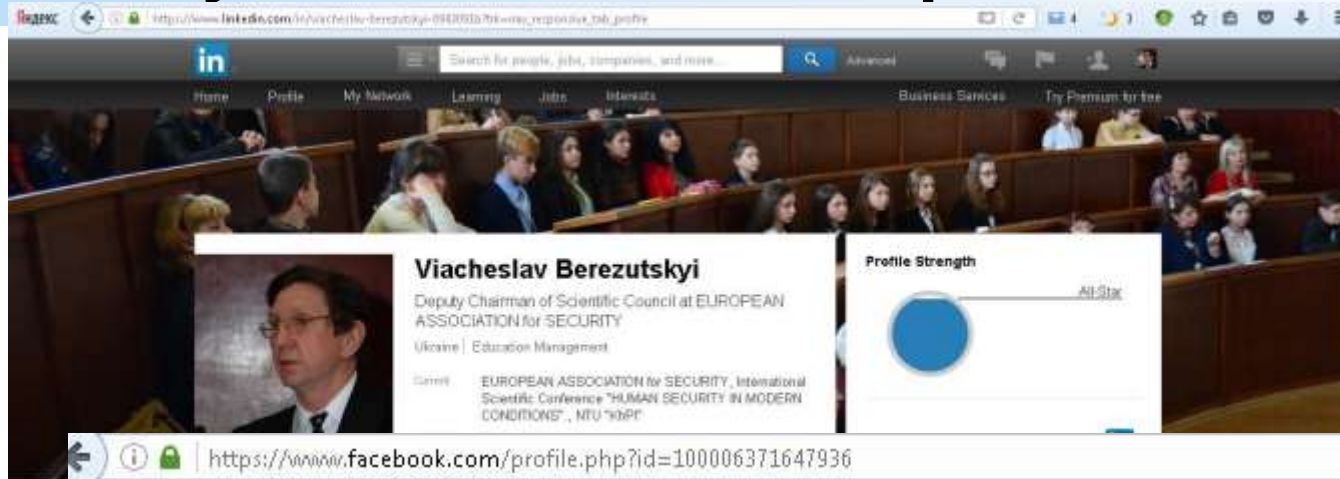 Яндекс
https://www.linkedin.com/in/viacheslav-berezutskyi-
4
in
Search for people, jobs, companies, and more...
Advanced
Home Profile My Network Learning Jobs Interests Business Services Try Premium for free
Viacheslav Berezutskyi
Deputy Chairman of Scientific Council at EUROPEAN
ASSOCIATION for SECURITY
Ukraine | Education Management
Current EUROPEAN ASSOCIATION for SECURITY, International
Scientific Conference "HUMAN SECURITY IN MODERN
CONDITIONS"., NTU "KhPI"
Profile Strength
All-Star
https://www.facebook.com/profile.php?id=100006371647936